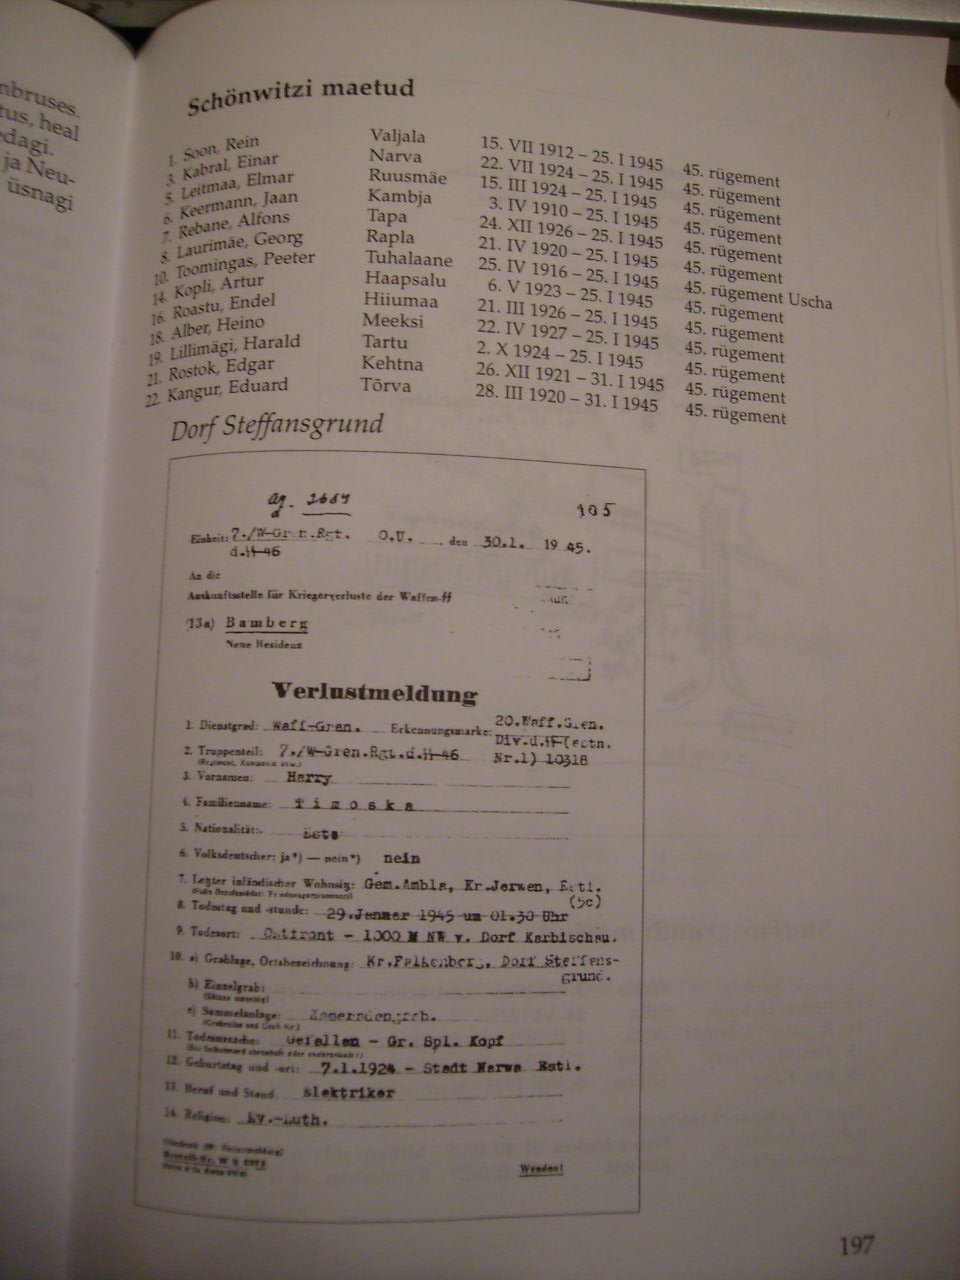 nbruses.
tus, heal
edagi.
ja Neu-
üsnagi
Schönwitzi maetud
1. Soon, Rein Valjala 15. VII 1912 – 25. I 1945 45. rügement
3. Kabral, Einar Narva 22. VII 1924 – 25. I 1945 45. rügement
5. Leitmaa, Elmar Ruusmäe 15. III 1924 – 25. I 1945 45. rügement
6. Keermann, Jaan Kambja 3. IV 1910 – 25. I 1945 45. rügement
7. Rebane, Alfons Tapa 24. XII 1926 – 25. I 1945 45. rügement
8. Laurimäe, Georg Rapla 21. IV 1920 – 25. I 1945 45. rügement
10. Toomingas, Peeter Tuhalaane 25. IV 1916 – 25. I 1945 45. rügement Uscha
14. Kopli, Artur Haapsalu 6. V 1923 – 25. I 1945 45. rügement
16. Roastu, Endel Hiiumaa 21. III 1926 – 25. I 1945 45. rügement
18. Alber, Heino Meeksi 22. IV 1927 – 25. I 1945 45. rügement
19. Lillimägi, Harald Tartu 2. X 1924 – 25. I 1945 45. rügement
21. Rostok, Edgar Kehtna 26. XII 1921 – 31. I 1945 45. rügement
22. Kangur, Eduard Tõrva 28. III 1920 – 31. I 1945 45. rügement
Dorf Steffansgrund
105
Einheit: 7./W-Gren.Rgt. O.U. den 30.1. 1945.
d.SS-46
An die
Auskunftsstelle für Kriegerverluste der Waffen-SS
13a) Bamberg
Neue Residenz
Verlustmeldung
1. Dienstgrad: Waff-Gren. Erkennungsmarke: 20.Waff.Gren.
Div.d.SS(estn.
2. Truppenteil: 7./W-Gren.Rgt.d.SS-46 Nr.1) 10318
3. Vornamen: Harry
4. Familienname: Tizoska
5. Nationalität: Este
6. Volksdeutscher: ja*) — nein*) nein
7. Letzter inländischer Wohnsitz: Gem.Ambla, Kr.Jerwen, Estl.
8. Todestag und -stunde: 29.Januar 1945 um 01.30 Uhr
9. Todesort: Ostfront - 1000 M NW v. Dorf Karbischau.
10. a) Grablage, Ortsbezeichnung: Kr.Falkenberg, Dorf Steffens-
grund.
b) Einzelgrab:
c) Sammelanlage:
11. Todesursache: Gefallen - Gr. Spl. Kopf
12. Geburtstag und -ort: 7.1.1924 - Stadt Narwa Estl.
13. Beruf und Stand Elektriker
14. Religion: Ev.-Luth.
Wenden!
197